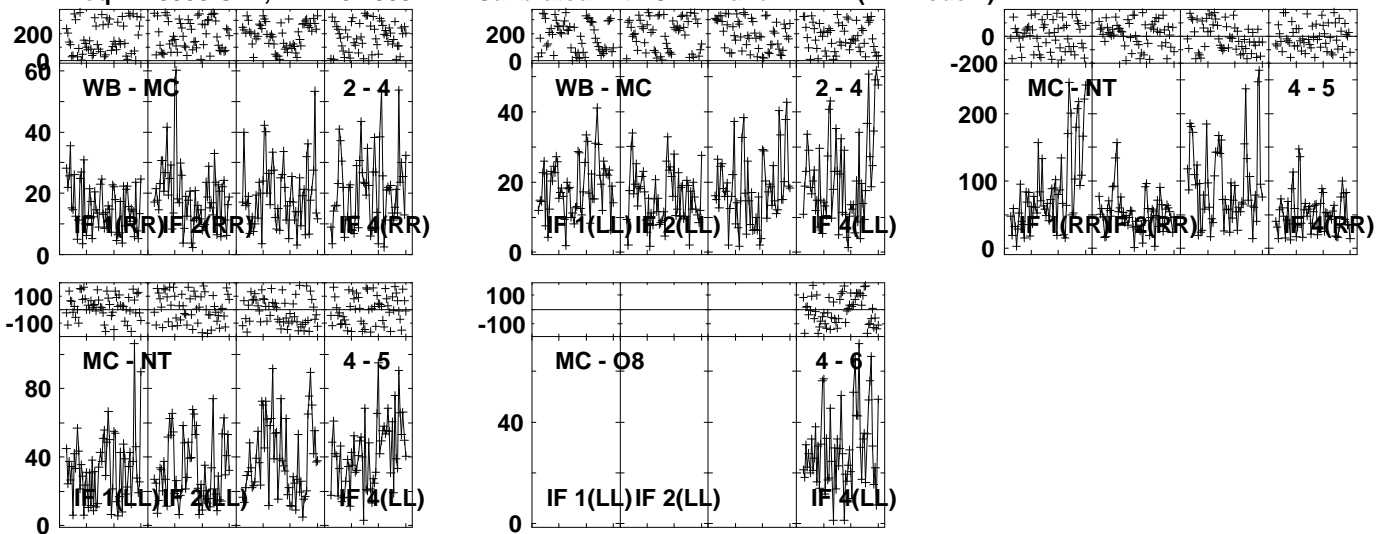 200
0
60
40
20
0
WB - MC 2 - 4
IF 1(RR) IF 2(RR) IF 4(RR)
200
0
40
20
0
WB - MC 2 - 4
IF 1(LL) IF 2(LL) IF 4(LL)
0
-200
200
100
0
MC - NT 4 - 5
IF 1(RR) IF 2(RR) IF 4(RR)
100
-100
80
40
0
MC - NT 4 - 5
IF 1(LL) IF 2(LL) IF 4(LL)
100
-100
40
0
MC - O8 4 - 6
IF 1(LL) IF 2(LL) IF 4(LL)